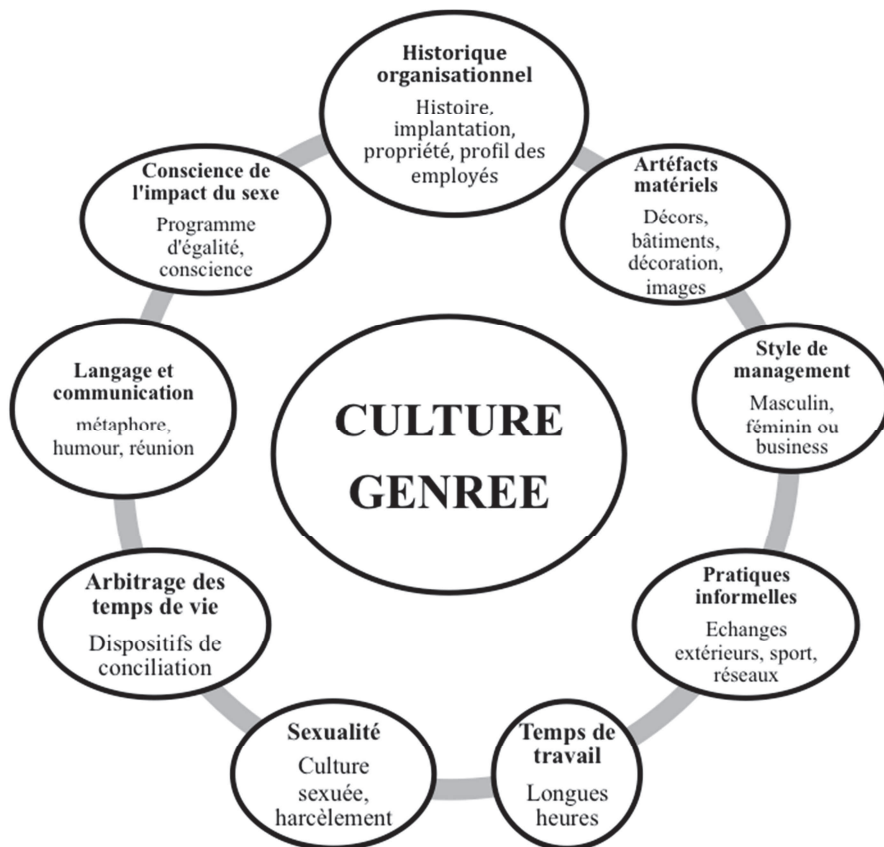 Historique
organisationnel
Histoire,
implantation,
propriété, profil des
employés
Artéfacts
matériels
Décors,
bâtiments,
décoration,
images
Style de
management
Masculin,
féminin ou
business
Pratiques
informelles
Echanges
extérieurs, sport,
réseaux
Temps de
travail
Longues
heures
Sexualité
Culture
sexuée,
harcèlement
Arbitrage des
temps de vie
Dispositifs de
conciliation
Langage et
communication
métaphore,
humour, réunion
Conscience de
l'impact du sexe
Programme
d'égalité,
conscience
CULTURE
GENREE